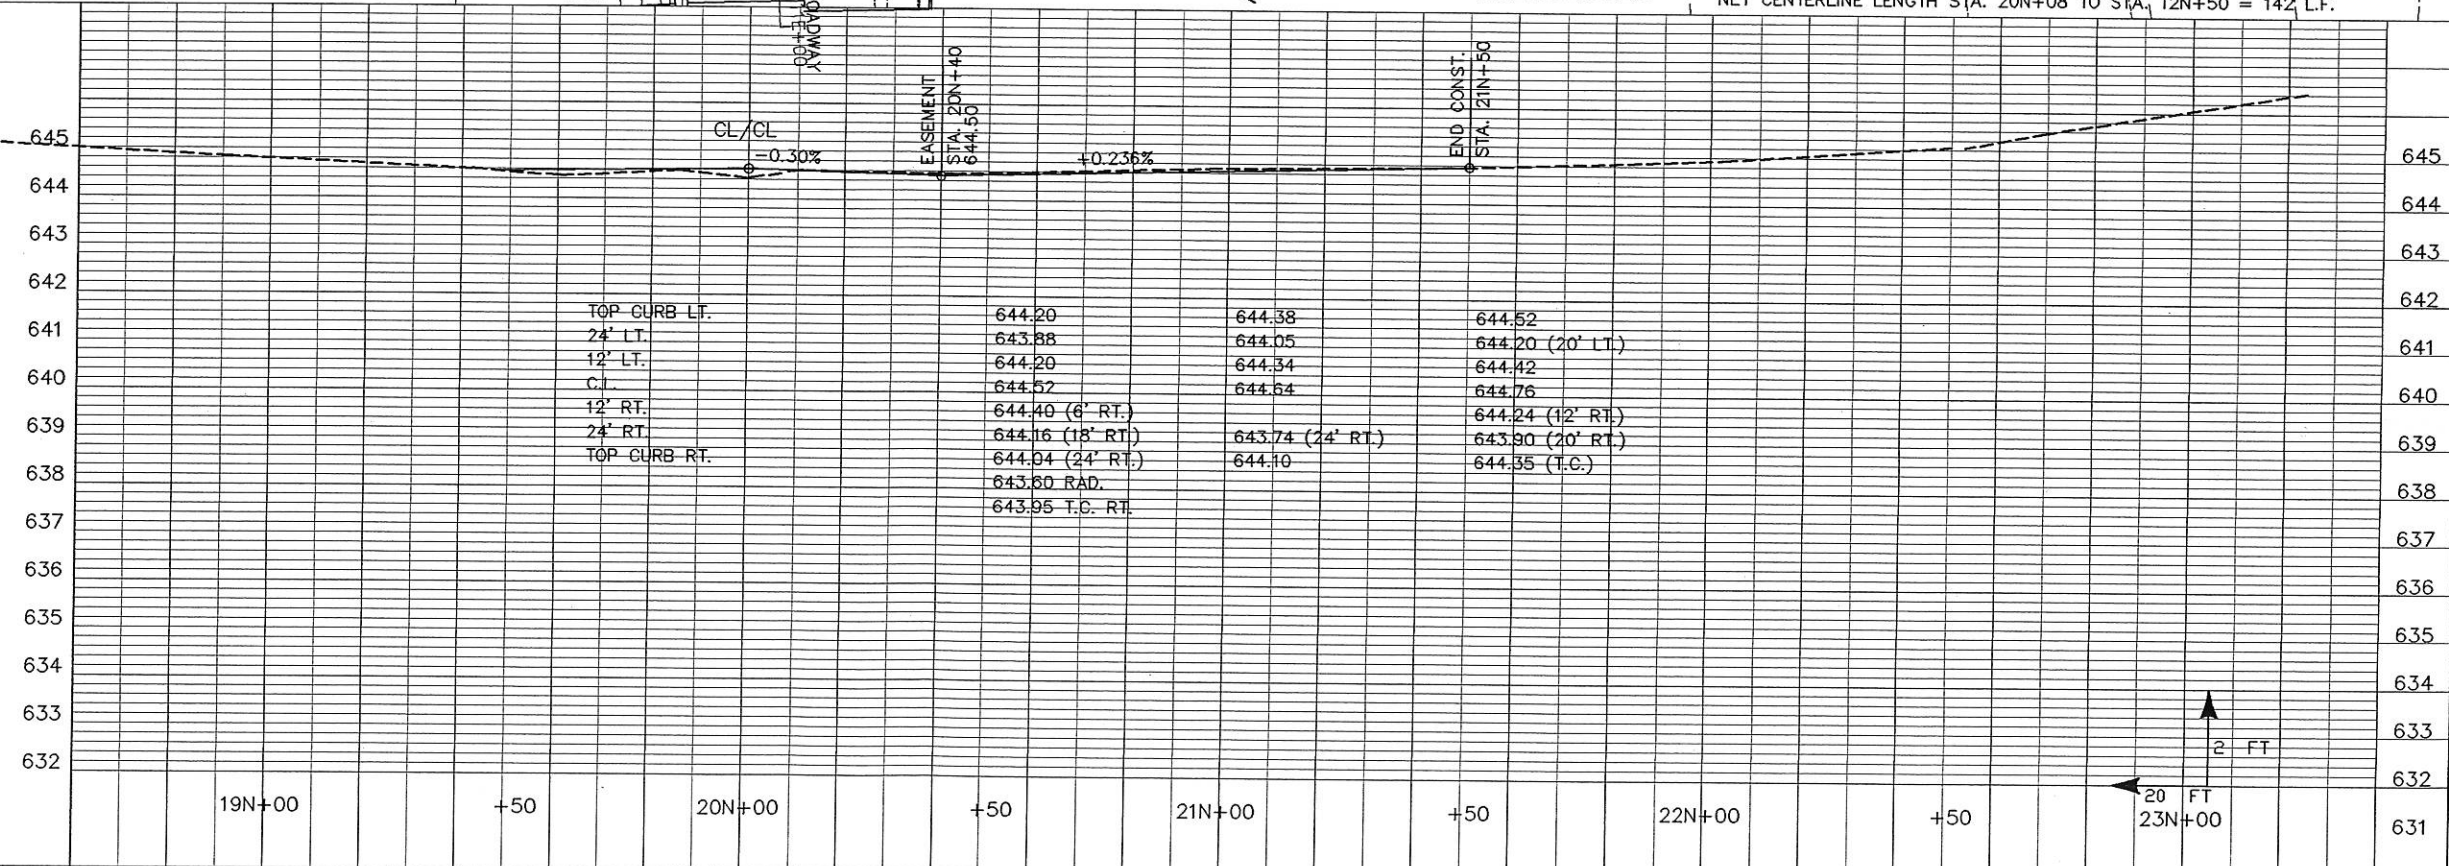 NET CENTERLINE LENGTH STA. 20N+08 TO STA. 12N+50 = 142 L.F.
EASEMENT
STA. 20N+40
644.50
END CONST.
STA. 21N+50
CL/CL
-0.30%
+0.236%
645
644
643
642
641
640
639
638
637
636
635
634
633
632
TOP CURB LT. 644.20 644.38 644.52
24' LT. 643.88 644.05 644.20 (20' LT.)
12' LT. 644.20 644.34 644.42
C.L. 644.52 644.64 644.76
12' RT. 644.40 (6' RT.) 644.24 (12' RT.)
24' RT. 644.16 (18' RT.) 643.74 (24' RT.) 643.90 (20' RT.)
TOP CURB RT. 644.04 (24' RT.) 644.10 644.35 (T.C.)
643.60 RAD.
643.95 T.C. RT.
645
644
643
642
641
640
639
638
637
636
635
634
633
632
631
2 FT
20 FT
19N+00 +50 20N+00 +50 21N+00 +50 22N+00 +50 23N+00